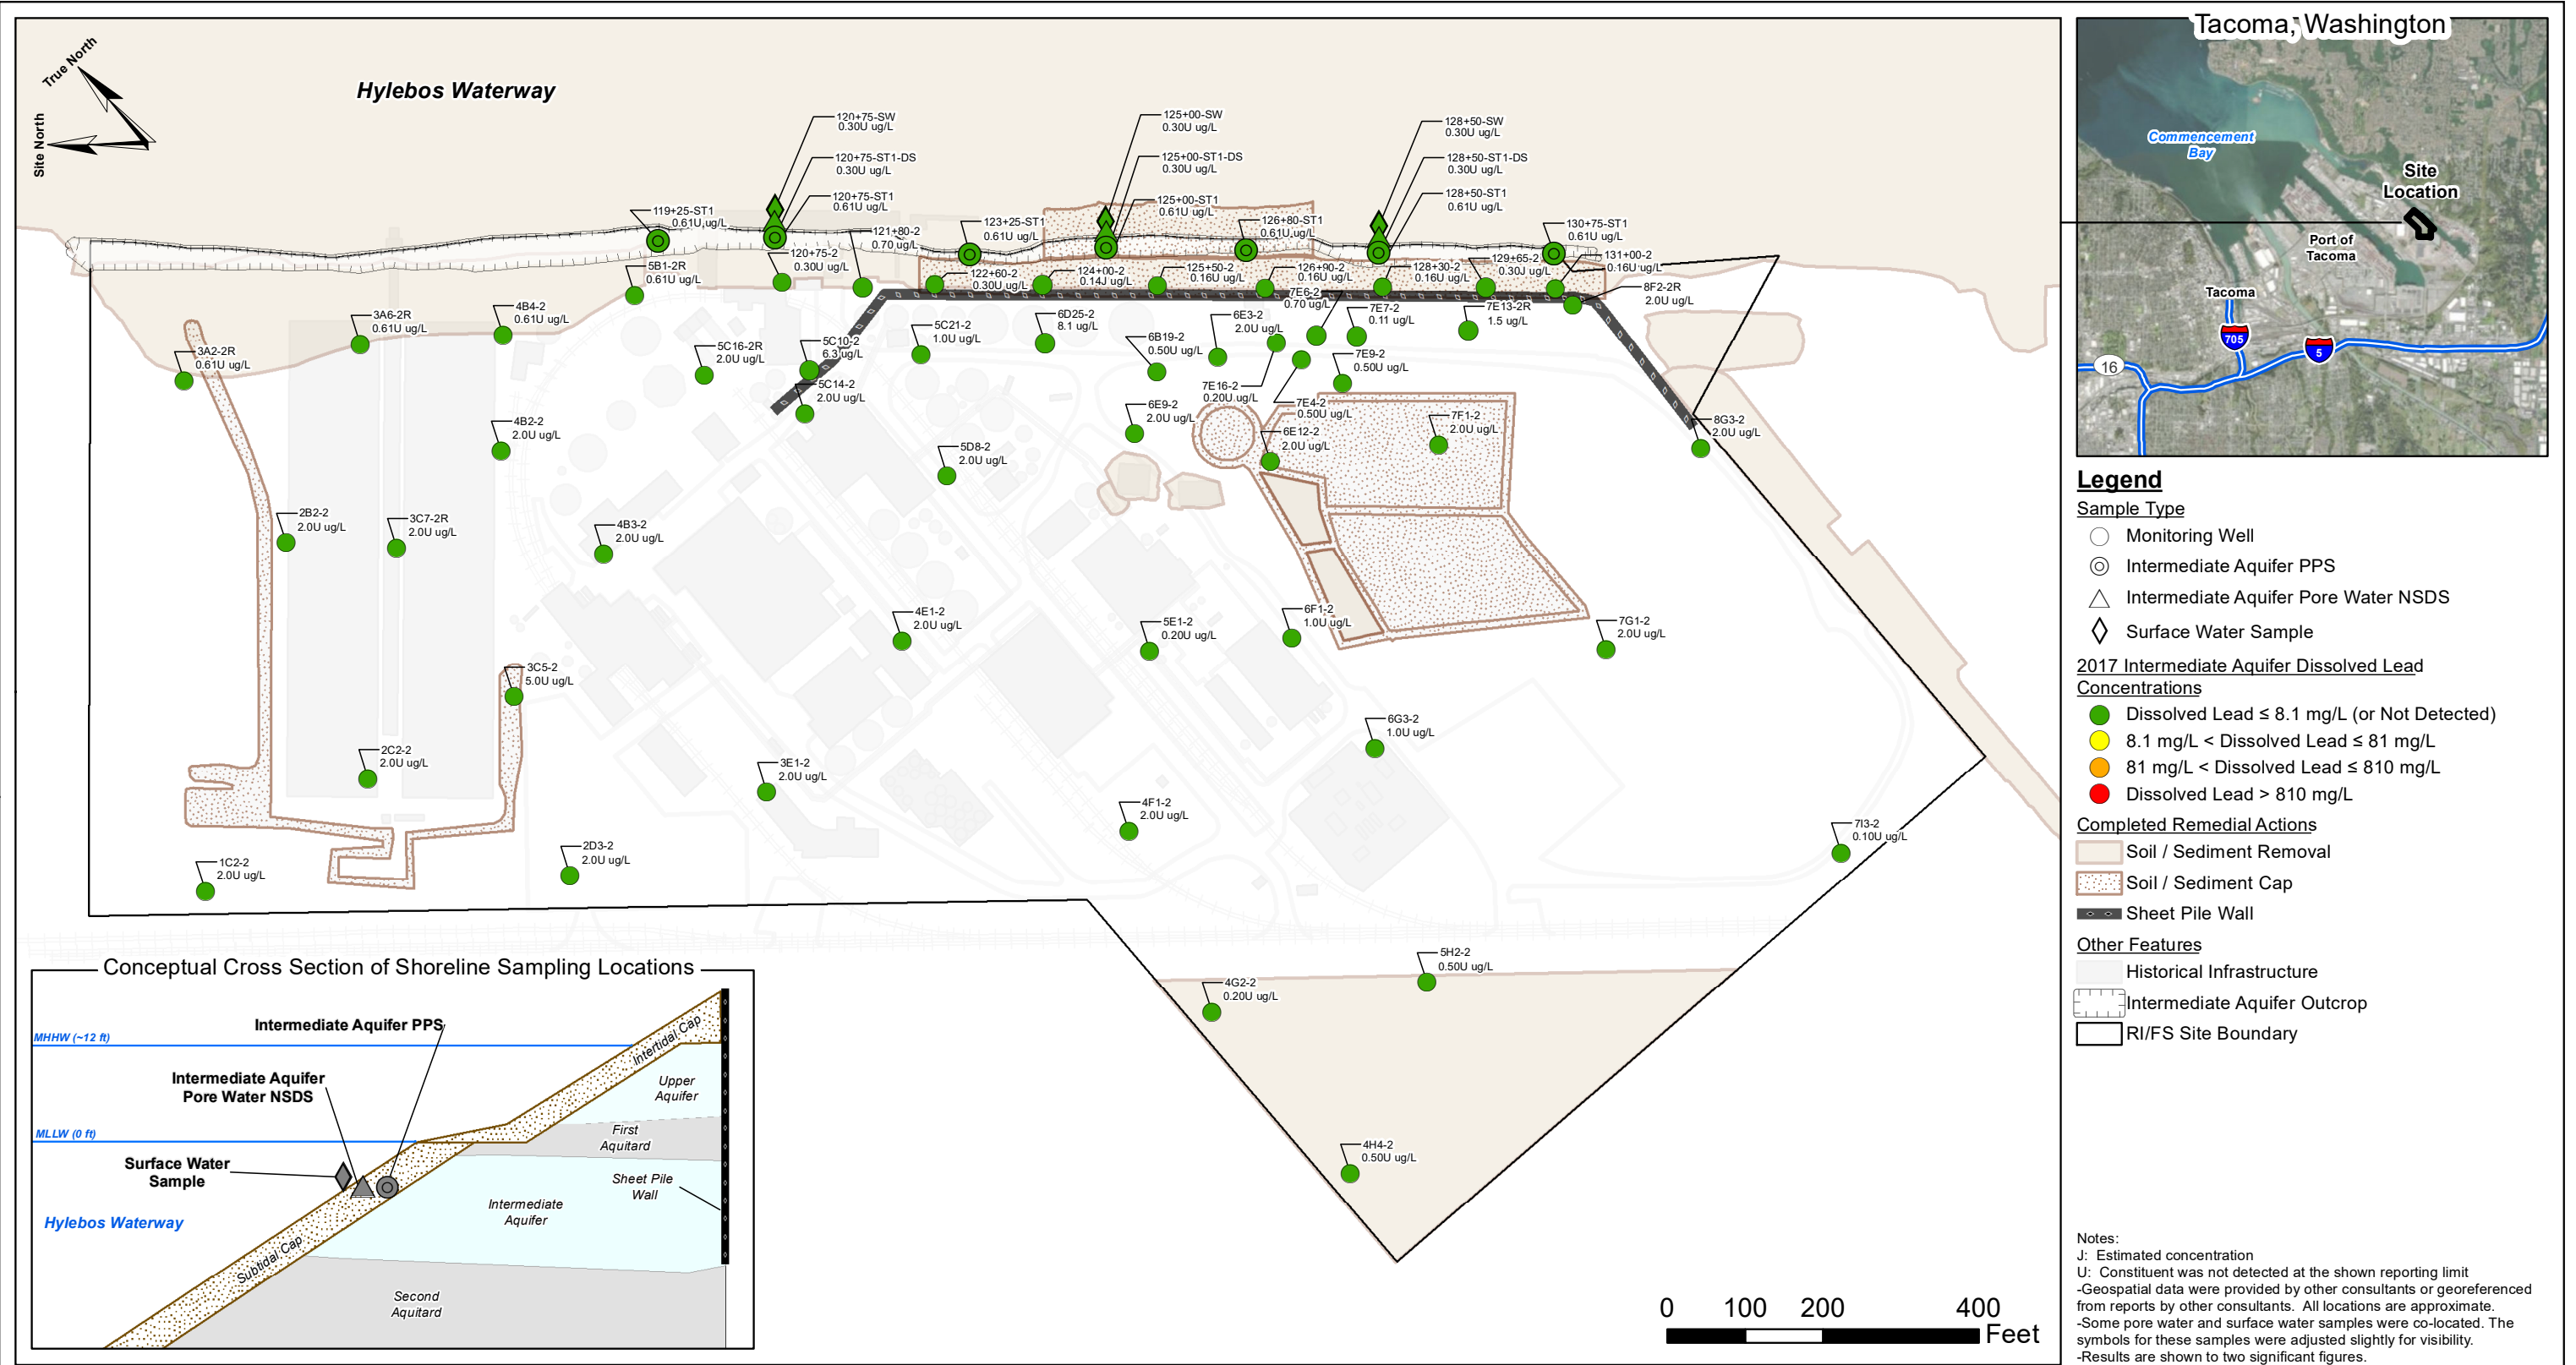 True North
Site North
Hylebos Waterway
120+75-SW
0.30U ug/L
120+75-ST1-DS
0.30U ug/L
120+75-ST1
0.61U ug/L
125+00-SW
0.30U ug/L
125+00-ST1-DS
0.30U ug/L
125+00-ST1
0.61U ug/L
128+50-SW
0.30U ug/L
128+50-ST1-DS
0.30U ug/L
128+50-ST1
0.61U ug/L
119+25-ST1
0.61U ug/L
121+80-2
0.70 ug/L
123+25-ST1
0.61U ug/L
126+80-ST1
0.61U ug/L
130+75-ST1
0.61U ug/L
5B1-2R
0.61U ug/L
120+75-2
0.30U ug/L
122+60-2
0.30U ug/L
124+00-2
0.14J ug/L
125+50-2
0.16U ug/L
126+90-2
0.16U ug/L
128+30-2
0.16U ug/L
129+65-2
0.30J ug/L
131+00-2
0.16U ug/L
8F2-2R
2.0U ug/L
3A2-2R
0.61U ug/L
3A6-2R
0.61U ug/L
4B4-2
0.61U ug/L
5C16-2R
2.0U ug/L
5C10-2
6.3 ug/L
5C14-2
2.0U ug/L
5C21-2
1.0U ug/L
6D25-2
8.1 ug/L
6B19-2
0.50U ug/L
6E3-2
2.0U ug/L
7E6-2
0.70 ug/L
7E7-2
0.11 ug/L
7E13-2R
1.5 ug/L
7E9-2
0.50U ug/L
7E16-2
0.20U ug/L
7E4-2
0.50U ug/L
6E9-2
2.0U ug/L
6E12-2
2.0U ug/L
7F1-2
2.0U ug/L
8G3-2
2.0U ug/L
4B2-2
2.0U ug/L
5D8-2
2.0U ug/L
2B2-2
2.0U ug/L
3C7-2R
2.0U ug/L
4B3-2
2.0U ug/L
4E1-2
2.0U ug/L
5E1-2
0.20U ug/L
6F1-2
1.0U ug/L
7G1-2
2.0U ug/L
3C5-2
5.0U ug/L
2C2-2
2.0U ug/L
3E1-2
2.0U ug/L
6G3-2
1.0U ug/L
4F1-2
2.0U ug/L
7I3-2
0.10U ug/L
1C2-2
2.0U ug/L
2D3-2
2.0U ug/L
5H2-2
0.50U ug/L
4G2-2
0.20U ug/L
4H4-2
0.50U ug/L
Conceptual Cross Section of Shoreline Sampling Locations
MHHW (~12 ft)
MLLW (0 ft)
Intermediate Aquifer PPS
Intermediate Aquifer
Pore Water NSDS
Surface Water
Sample
Hylebos Waterway
Intertidal Cap
Subtidal Cap
Upper
Aquifer
First
Aquitard
Sheet Pile
Wall
Intermediate
Aquifer
Second
Aquitard
0 100 200 400
Feet
Tacoma, Washington
Commencement
Bay
Site
Location
Port of
Tacoma
Tacoma
705
5
16
Legend
Sample Type
Monitoring Well
Intermediate Aquifer PPS
Intermediate Aquifer Pore Water NSDS
Surface Water Sample
2017 Intermediate Aquifer Dissolved Lead
Concentrations
Dissolved Lead ≤ 8.1 mg/L (or Not Detected)
8.1 mg/L < Dissolved Lead ≤ 81 mg/L
81 mg/L < Dissolved Lead ≤ 810 mg/L
Dissolved Lead > 810 mg/L
Completed Remedial Actions
Soil / Sediment Removal
Soil / Sediment Cap
Sheet Pile Wall
Other Features
Historical Infrastructure
Intermediate Aquifer Outcrop
RI/FS Site Boundary
Notes:
J: Estimated concentration
U: Constituent was not detected at the shown reporting limit
-Geospatial data were provided by other consultants or georeferenced
from reports by other consultants. All locations are approximate.
-Some pore water and surface water samples were co-located. The
symbols for these samples were adjusted slightly for visibility.
-Results are shown to two significant figures.